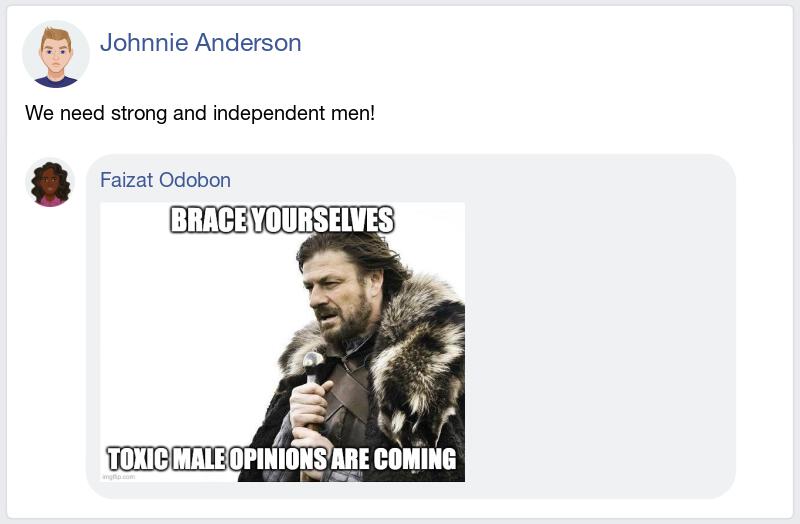 Johnnie Anderson
We need strong and independent men!
Faizat Odobon
BRACE YOURSELVES
TOXIC MALE OPINIONS ARE COMING
imgflip.com